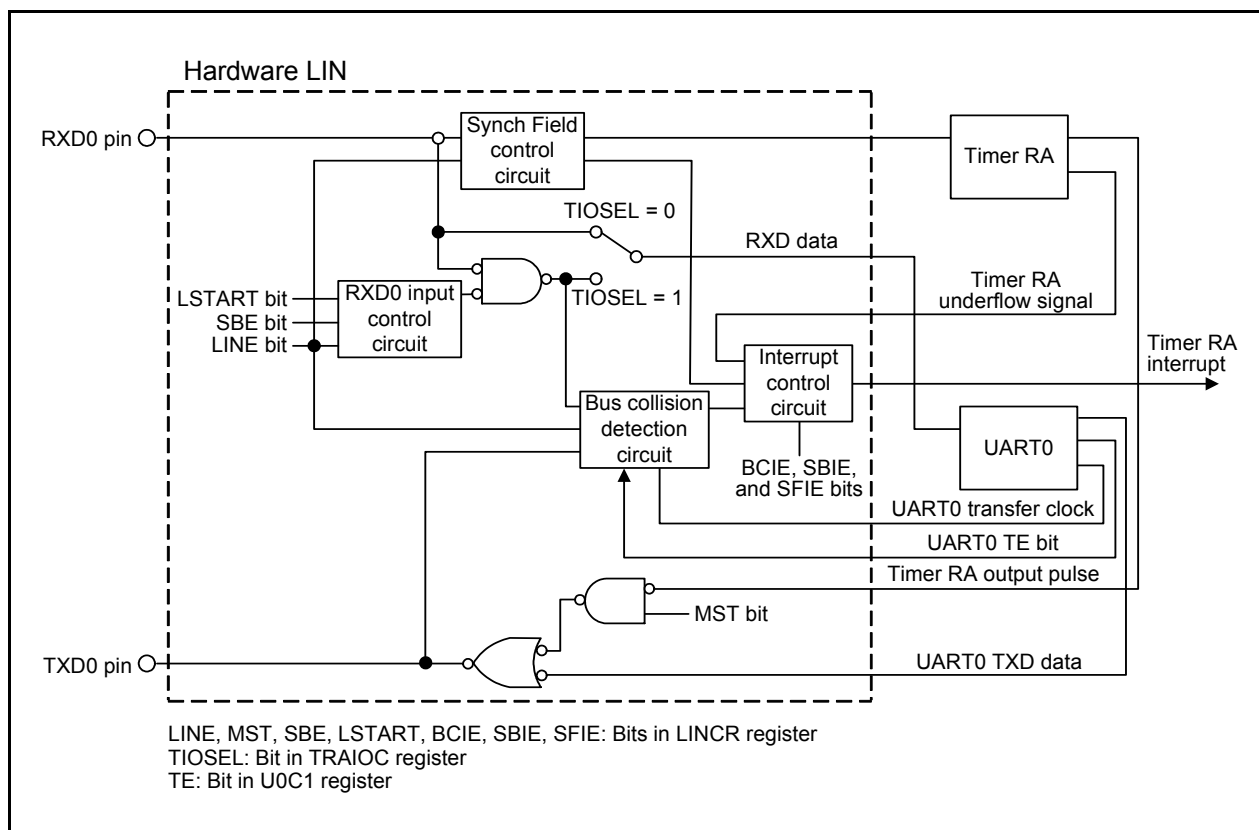 Hardware LIN
RXD0 pin
Synch Field
control
circuit
Timer RA
TIOSEL = 0
RXD data
LSTART bit
SBE bit
LINE bit
RXD0 input
control
circuit
TIOSEL = 1
Timer RA
underflow signal
Timer RA
interrupt
Interrupt
control
circuit
Bus collision
detection
circuit
BCIE, SBIE,
and SFIE bits
UART0
UART0 transfer clock
UART0 TE bit
Timer RA output pulse
MST bit
TXD0 pin
UART0 TXD data
LINE, MST, SBE, LSTART, BCIE, SBIE, SFIE: Bits in LINCR register
TIOSEL: Bit in TRAIOC register
TE: Bit in U0C1 register